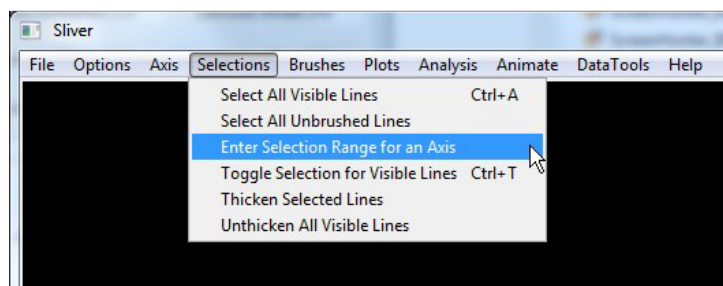 Sliver
File Options Axis Selections Brushes Plots Analysis Animate DataTools Help
Select All Visible Lines Ctrl+A
Select All Unbrushed Lines
Enter Selection Range for an Axis
Toggle Selection for Visible Lines Ctrl+T
Thicken Selected Lines
Unthicken All Visible Lines